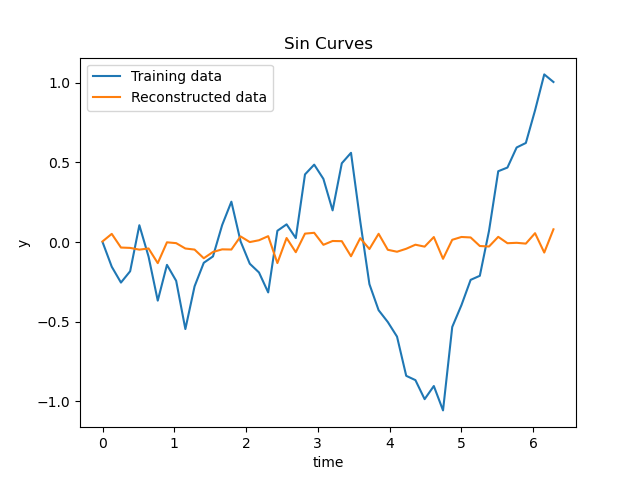 Sin Curves
Training data
Reconstructed data
1.0
0.5
0.0
−0.5
−1.0
y
0 1 2 3 4 5 6
time